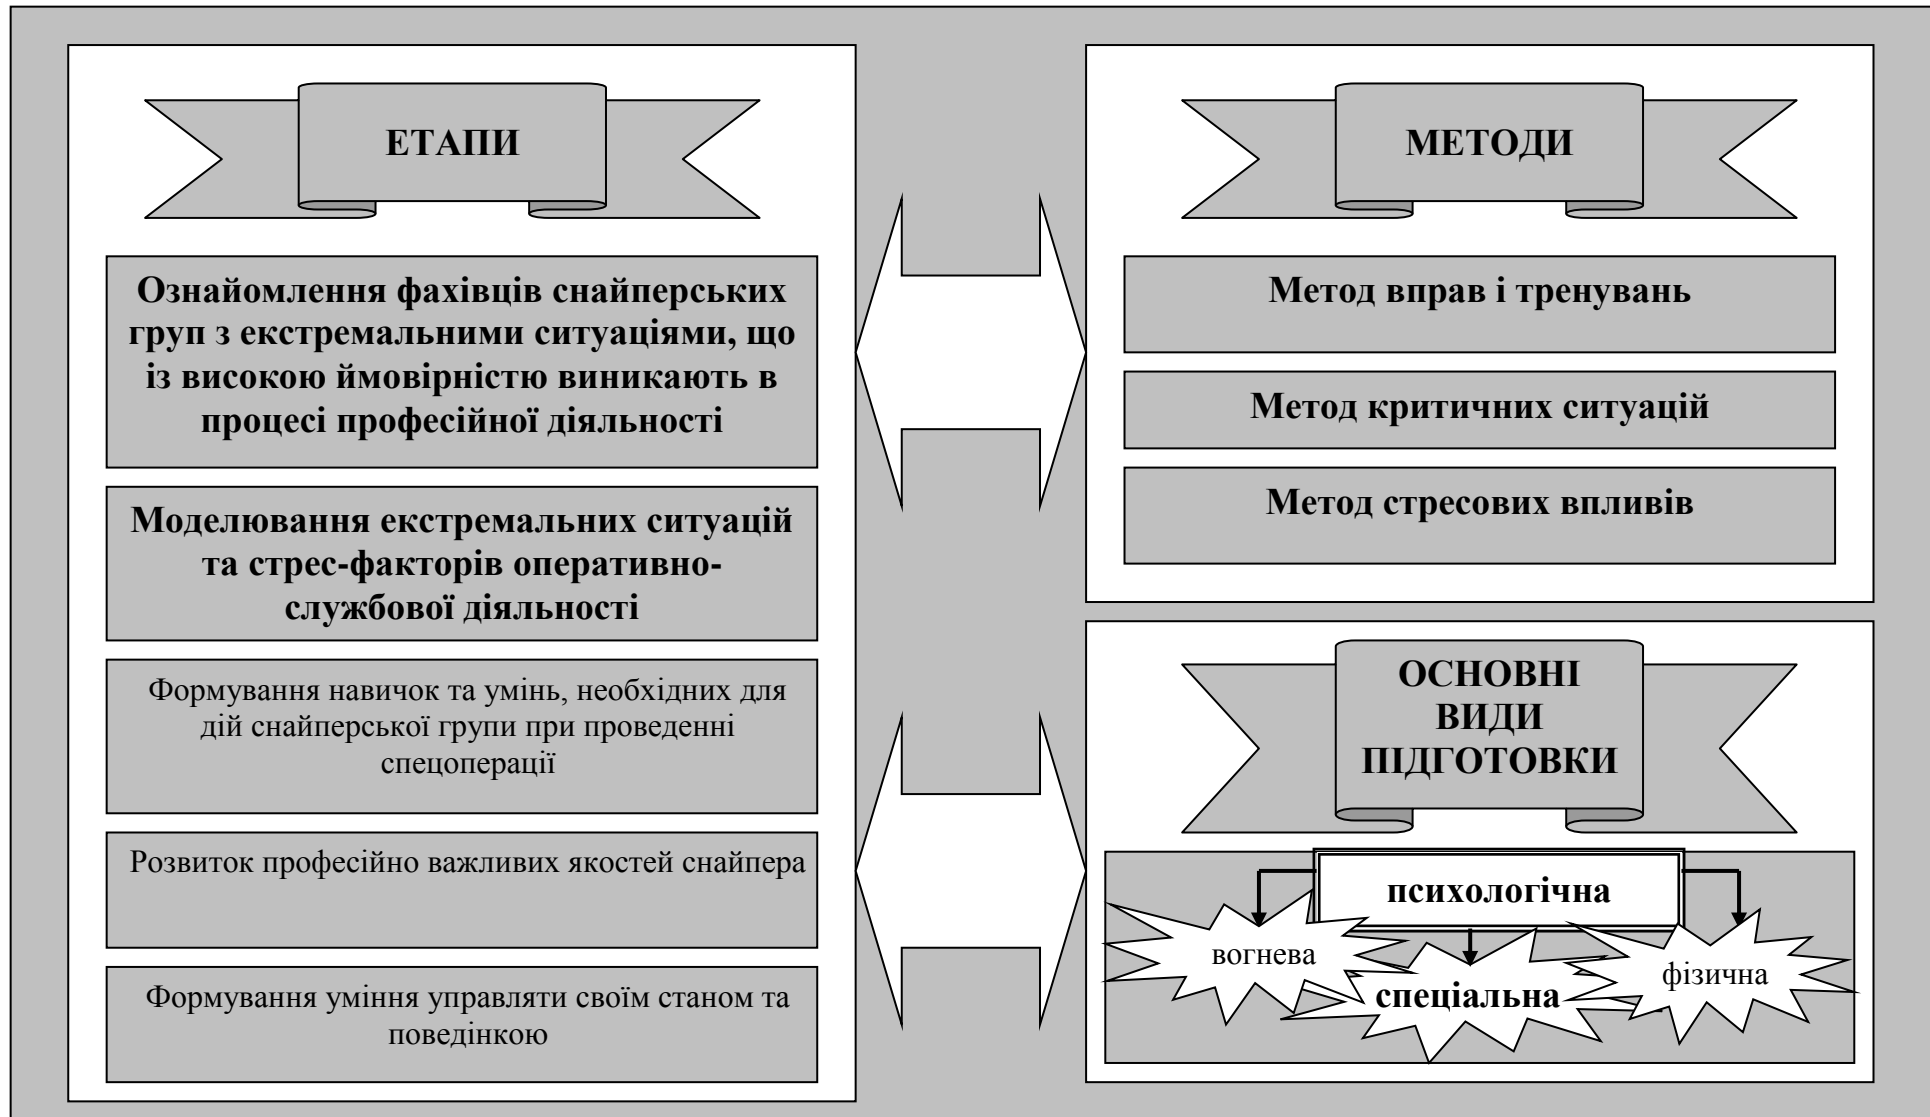 ЕТАПИ
Ознайомлення фахівців снайперських
груп з екстремальними ситуаціями, що
із високою ймовірністю виникають в
процесі професійної діяльності
Моделювання екстремальних ситуацій
та стрес-факторів оперативно-
службової діяльності
Формування навичок та умінь, необхідних для
дій снайперської групи при проведенні
спецоперації
Розвиток професійно важливих якостей снайпера
Формування уміння управляти своїм станом та
поведінкою
МЕТОДИ
Метод вправ і тренувань
Метод критичних ситуацій
Метод стресових впливів
ОСНОВНІ
ВИДИ
ПІДГОТОВКИ
психологічна
вогнева
спеціальна
фізична